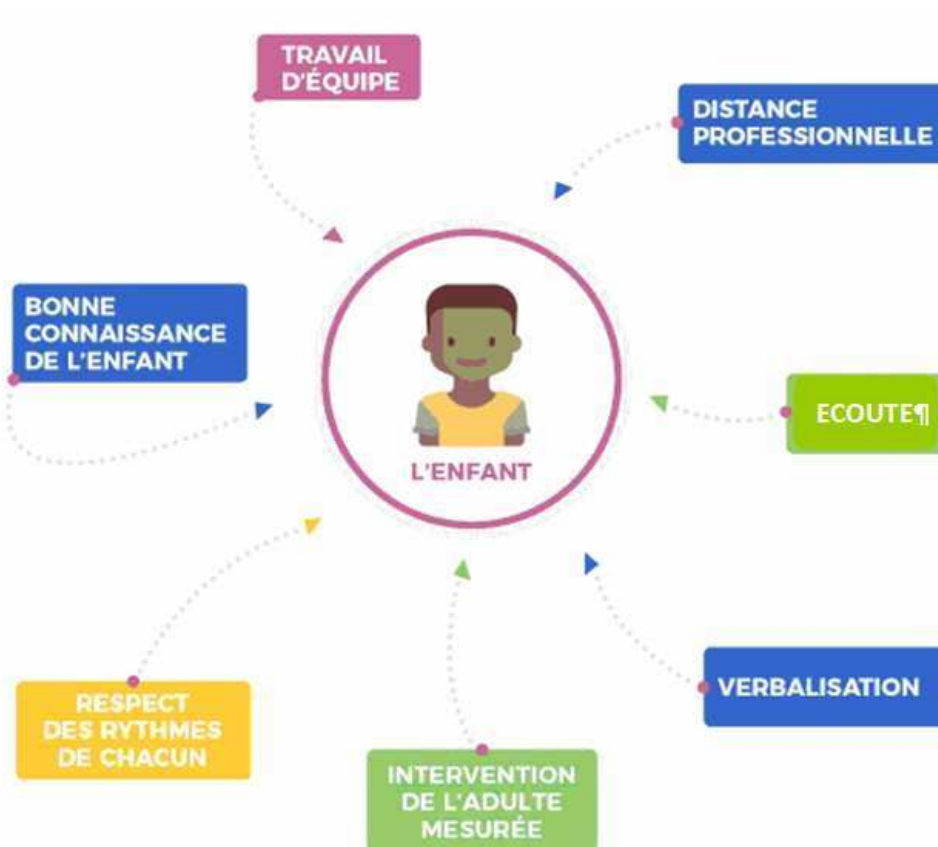 TRAVAIL
D'ÉQUIPE
DISTANCE
PROFESSIONNELLE
BONNE
CONNAISSANCE
DE L'ENFANT
ECOUTE¶
L'ENFANT
RESPECT
DES RYTHMES
DE CHACUN
VERBALISATION
INTERVENTION
DE L'ADULTE
MESURÉE